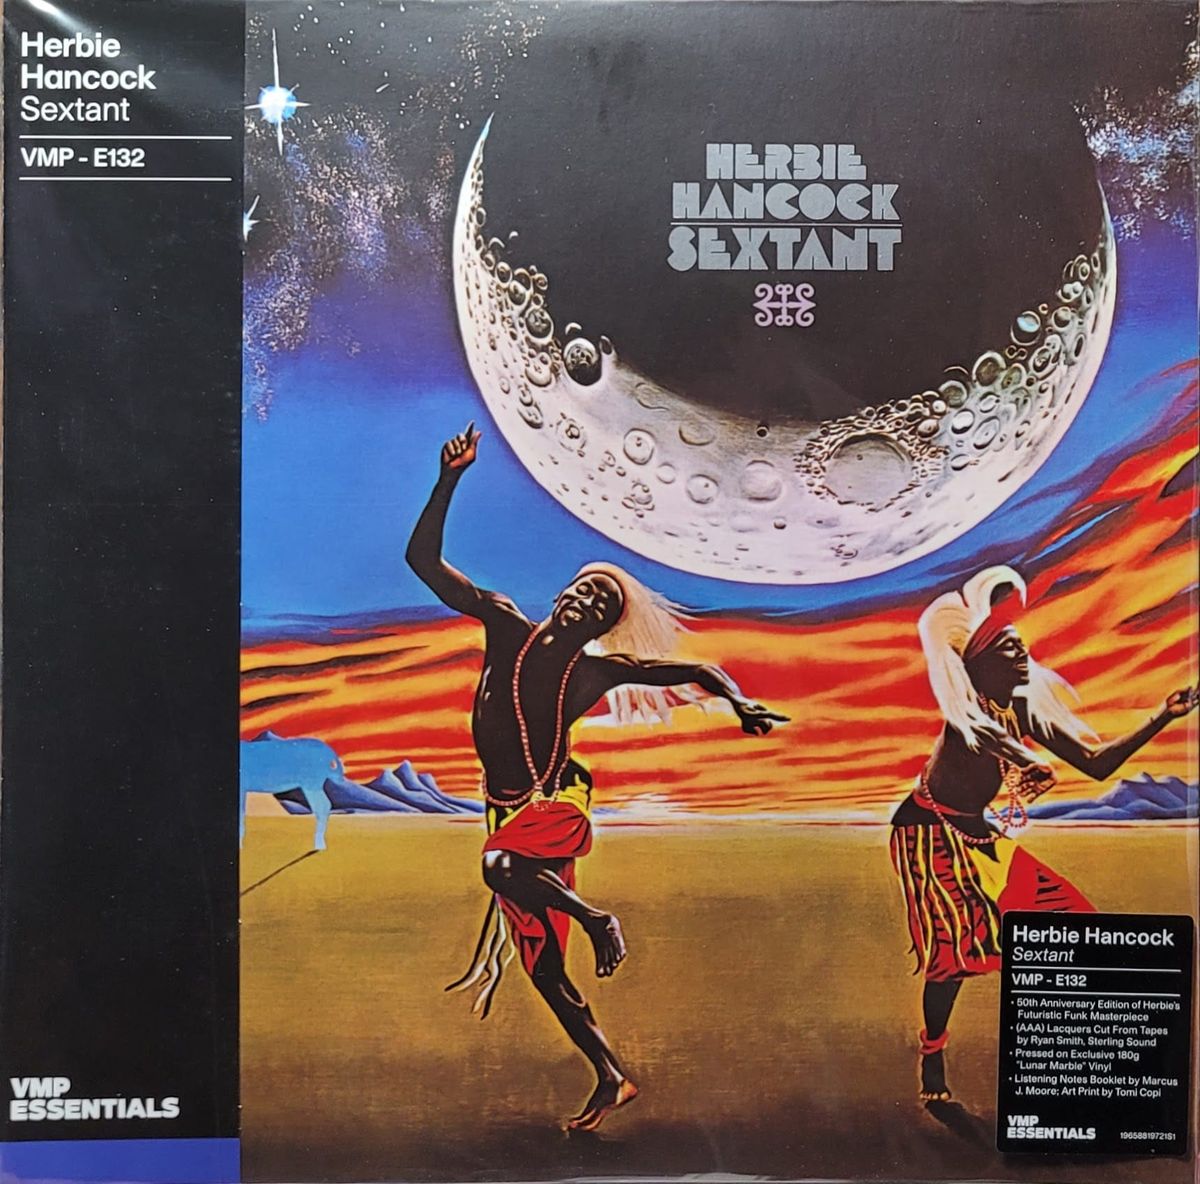 Herbie
Hancock
Sextant
VMP - E132
HERBIE
HANCOCK
SEXTANT
VMP
ESSENTIALS
Herbie Hancock
Sextant
VMP - E132
• 50th Anniversary Edition of Herbie's
Futuristic Funk Masterpiece
• (AAA) Lacquers Cut From Tapes
by Ryan Smith, Sterling Sound
• Pressed on Exclusive 180g
"Lunar Marble" Vinyl
• Listening Notes Booklet by Marcus
J. Moore; Art Print by Tomi Copi
VMP
ESSENTIALS
19658819721S1